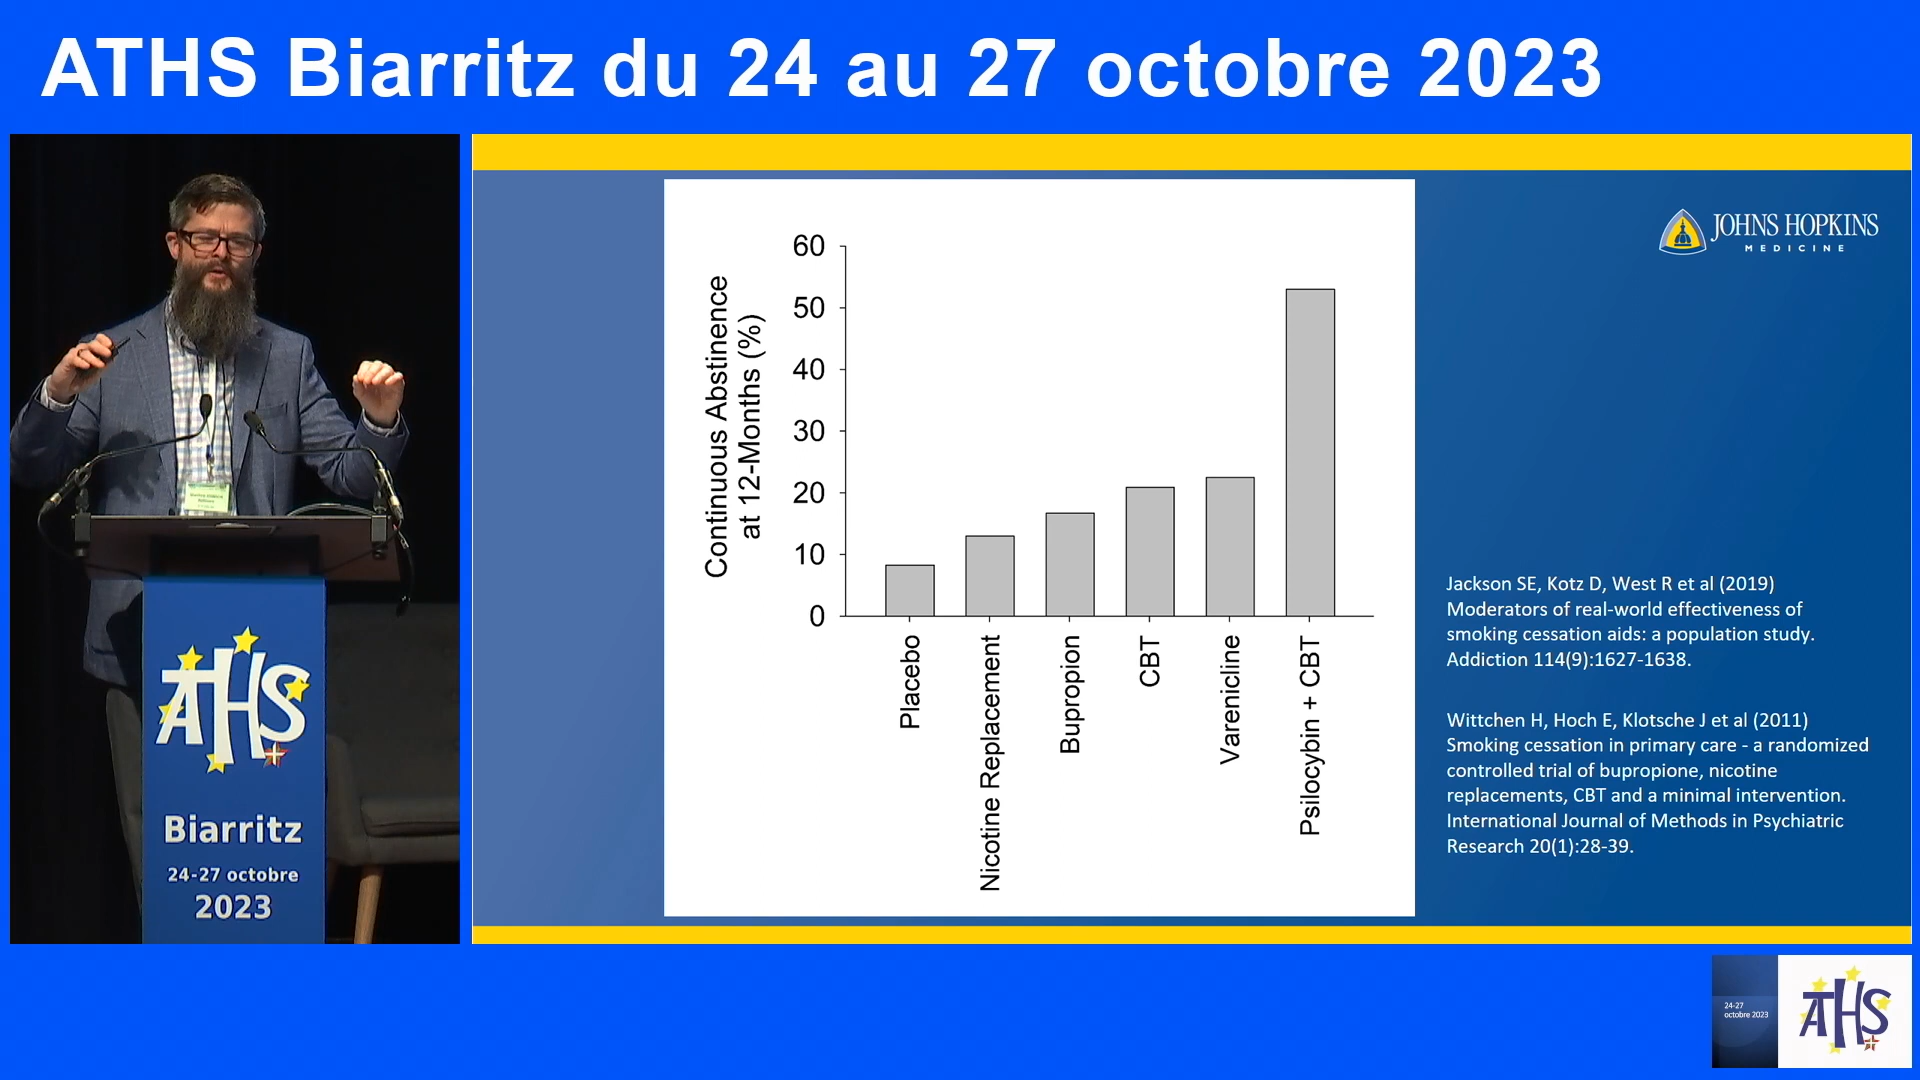 ATHS Biarritz du 24 au 27 octobre 2023
JOHNS HOPKINS
MEDICINE
Continuous Abstinence
at 12-Months (%)
60
50
40
30
20
10
0
Placebo
Nicotine Replacement
Bupropion
CBT
Varenicline
Psilocybin + CBT
Jackson SE, Kotz D, West R et al (2019)
Moderators of real-world effectiveness of
smoking cessation aids: a population study.
Addiction 114(9):1627-1638.
Wittchen H, Hoch E, Klotsche J et al (2011)
Smoking cessation in primary care - a randomized
controlled trial of bupropione, nicotine
replacements, CBT and a minimal intervention.
International Journal of Methods in Psychiatric
Research 20(1):28-39.
ATHS
Biarritz
24-27 octobre
2023
24-27
octobre 2023
ATHS